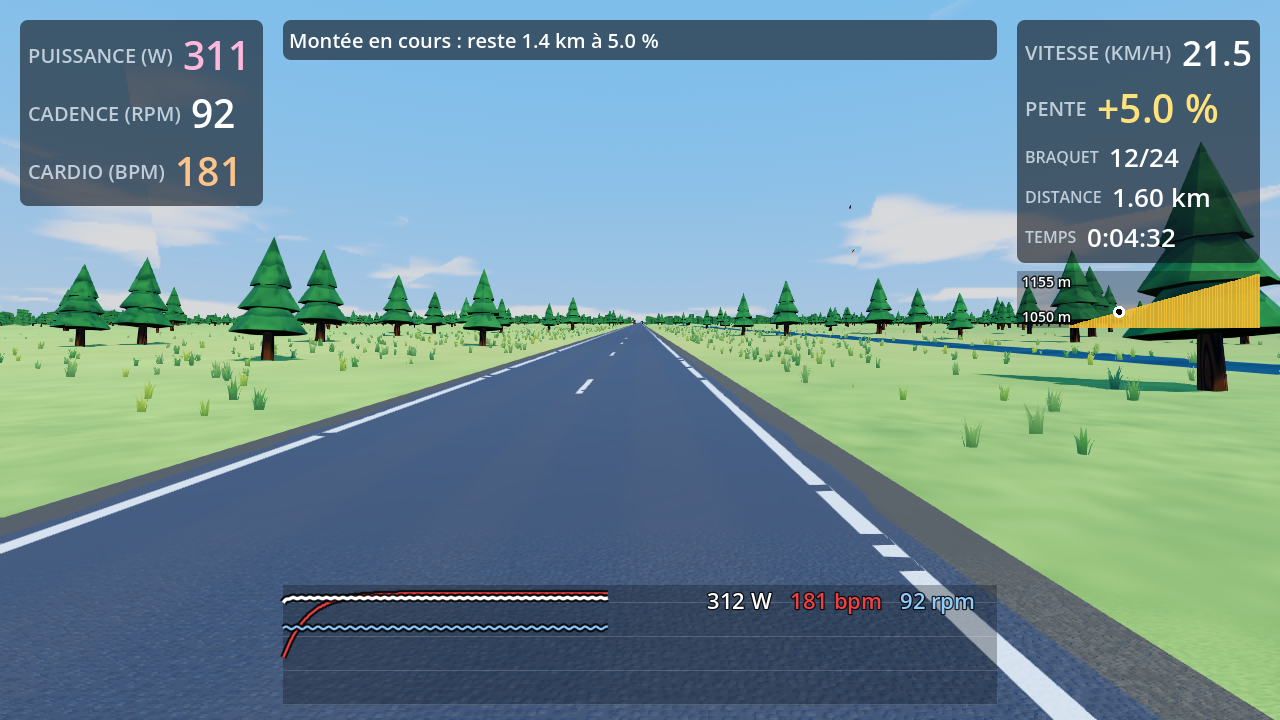 PUISSANCE (W) 311
CADENCE (RPM) 92
CARDIO (BPM) 181
Montée en cours : reste 1.4 km à 5.0 %
VITESSE (KM/H) 21.5
PENTE +5.0 %
BRAQUET 12/24
DISTANCE 1.60 km
TEMPS 0:04:32
1155 m
1050 m
312 W 181 bpm 92 rpm